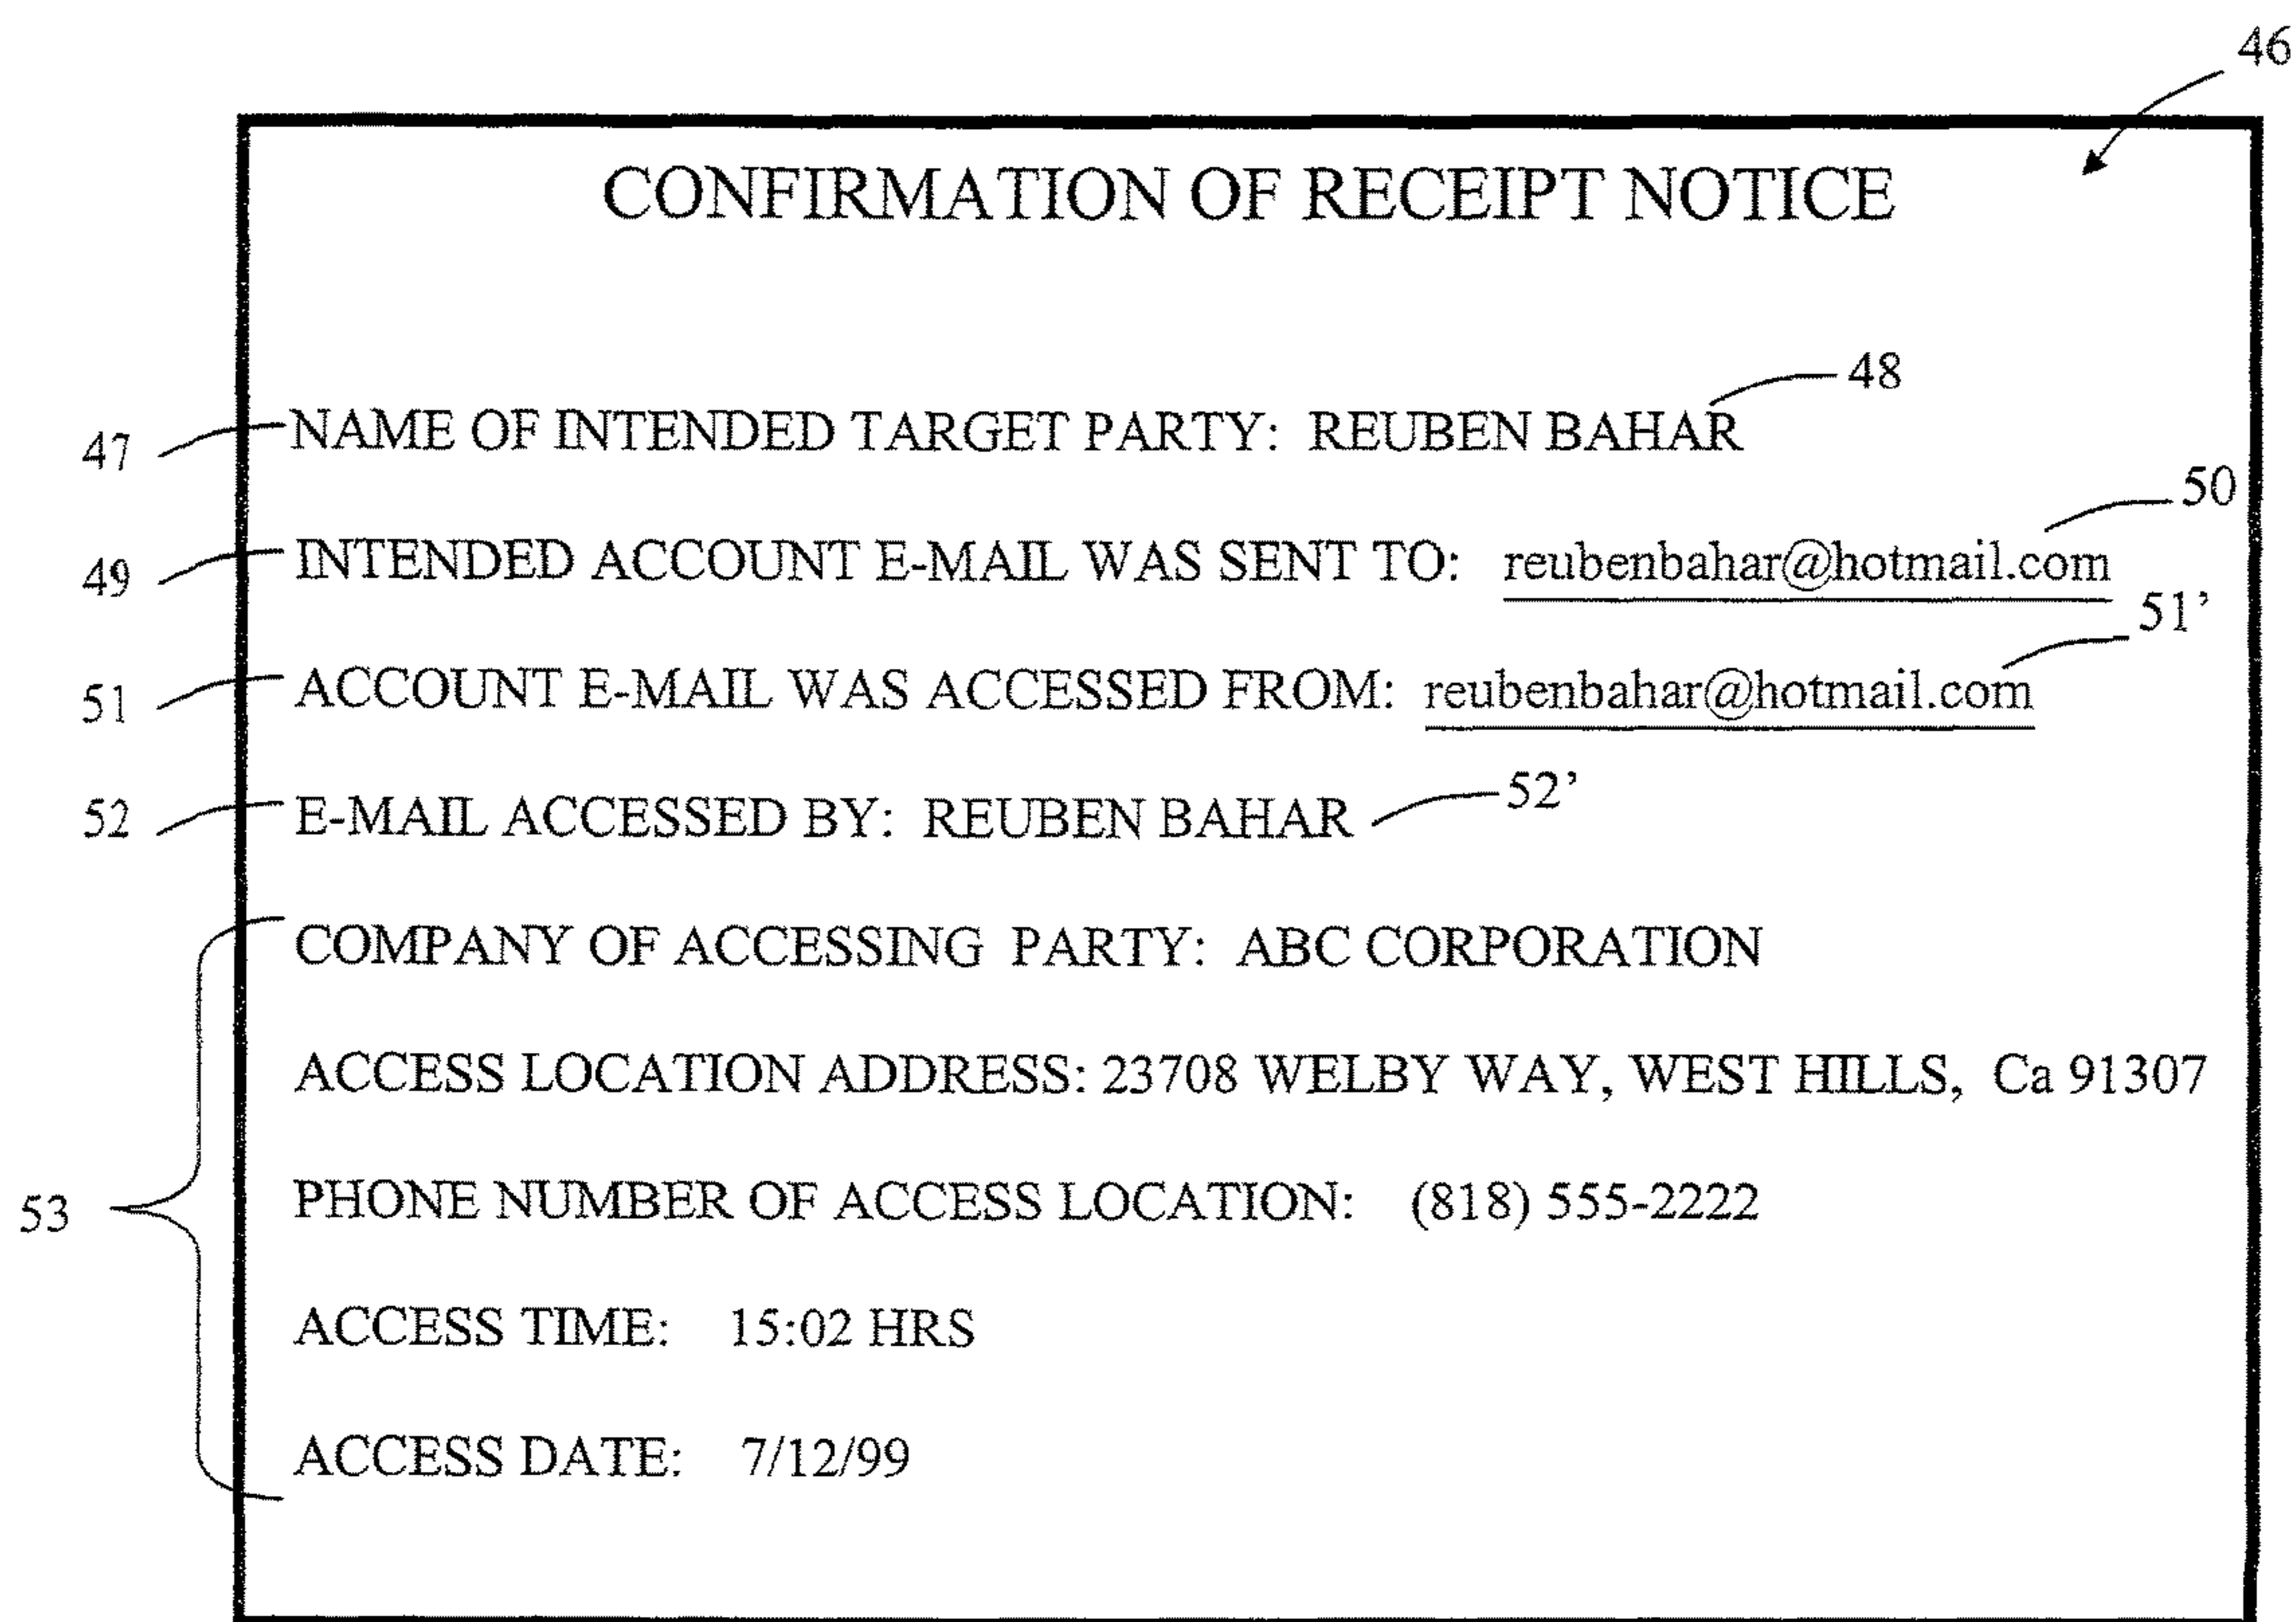 46
CONFIRMATION OF RECEIPT NOTICE
48
47 NAME OF INTENDED TARGET PARTY: REUBEN BAHAR
50
49 INTENDED ACCOUNT E-MAIL WAS SENT TO: reubenbahar@hotmail.com
51’
51 ACCOUNT E-MAIL WAS ACCESSED FROM: reubenbahar@hotmail.com
52 E-MAIL ACCESSED BY: REUBEN BAHAR 52’
COMPANY OF ACCESSING PARTY: ABC CORPORATION
ACCESS LOCATION ADDRESS: 23708 WELBY WAY, WEST HILLS, Ca 91307
53 PHONE NUMBER OF ACCESS LOCATION: (818) 555-2222
ACCESS TIME: 15:02 HRS
ACCESS DATE: 7/12/99